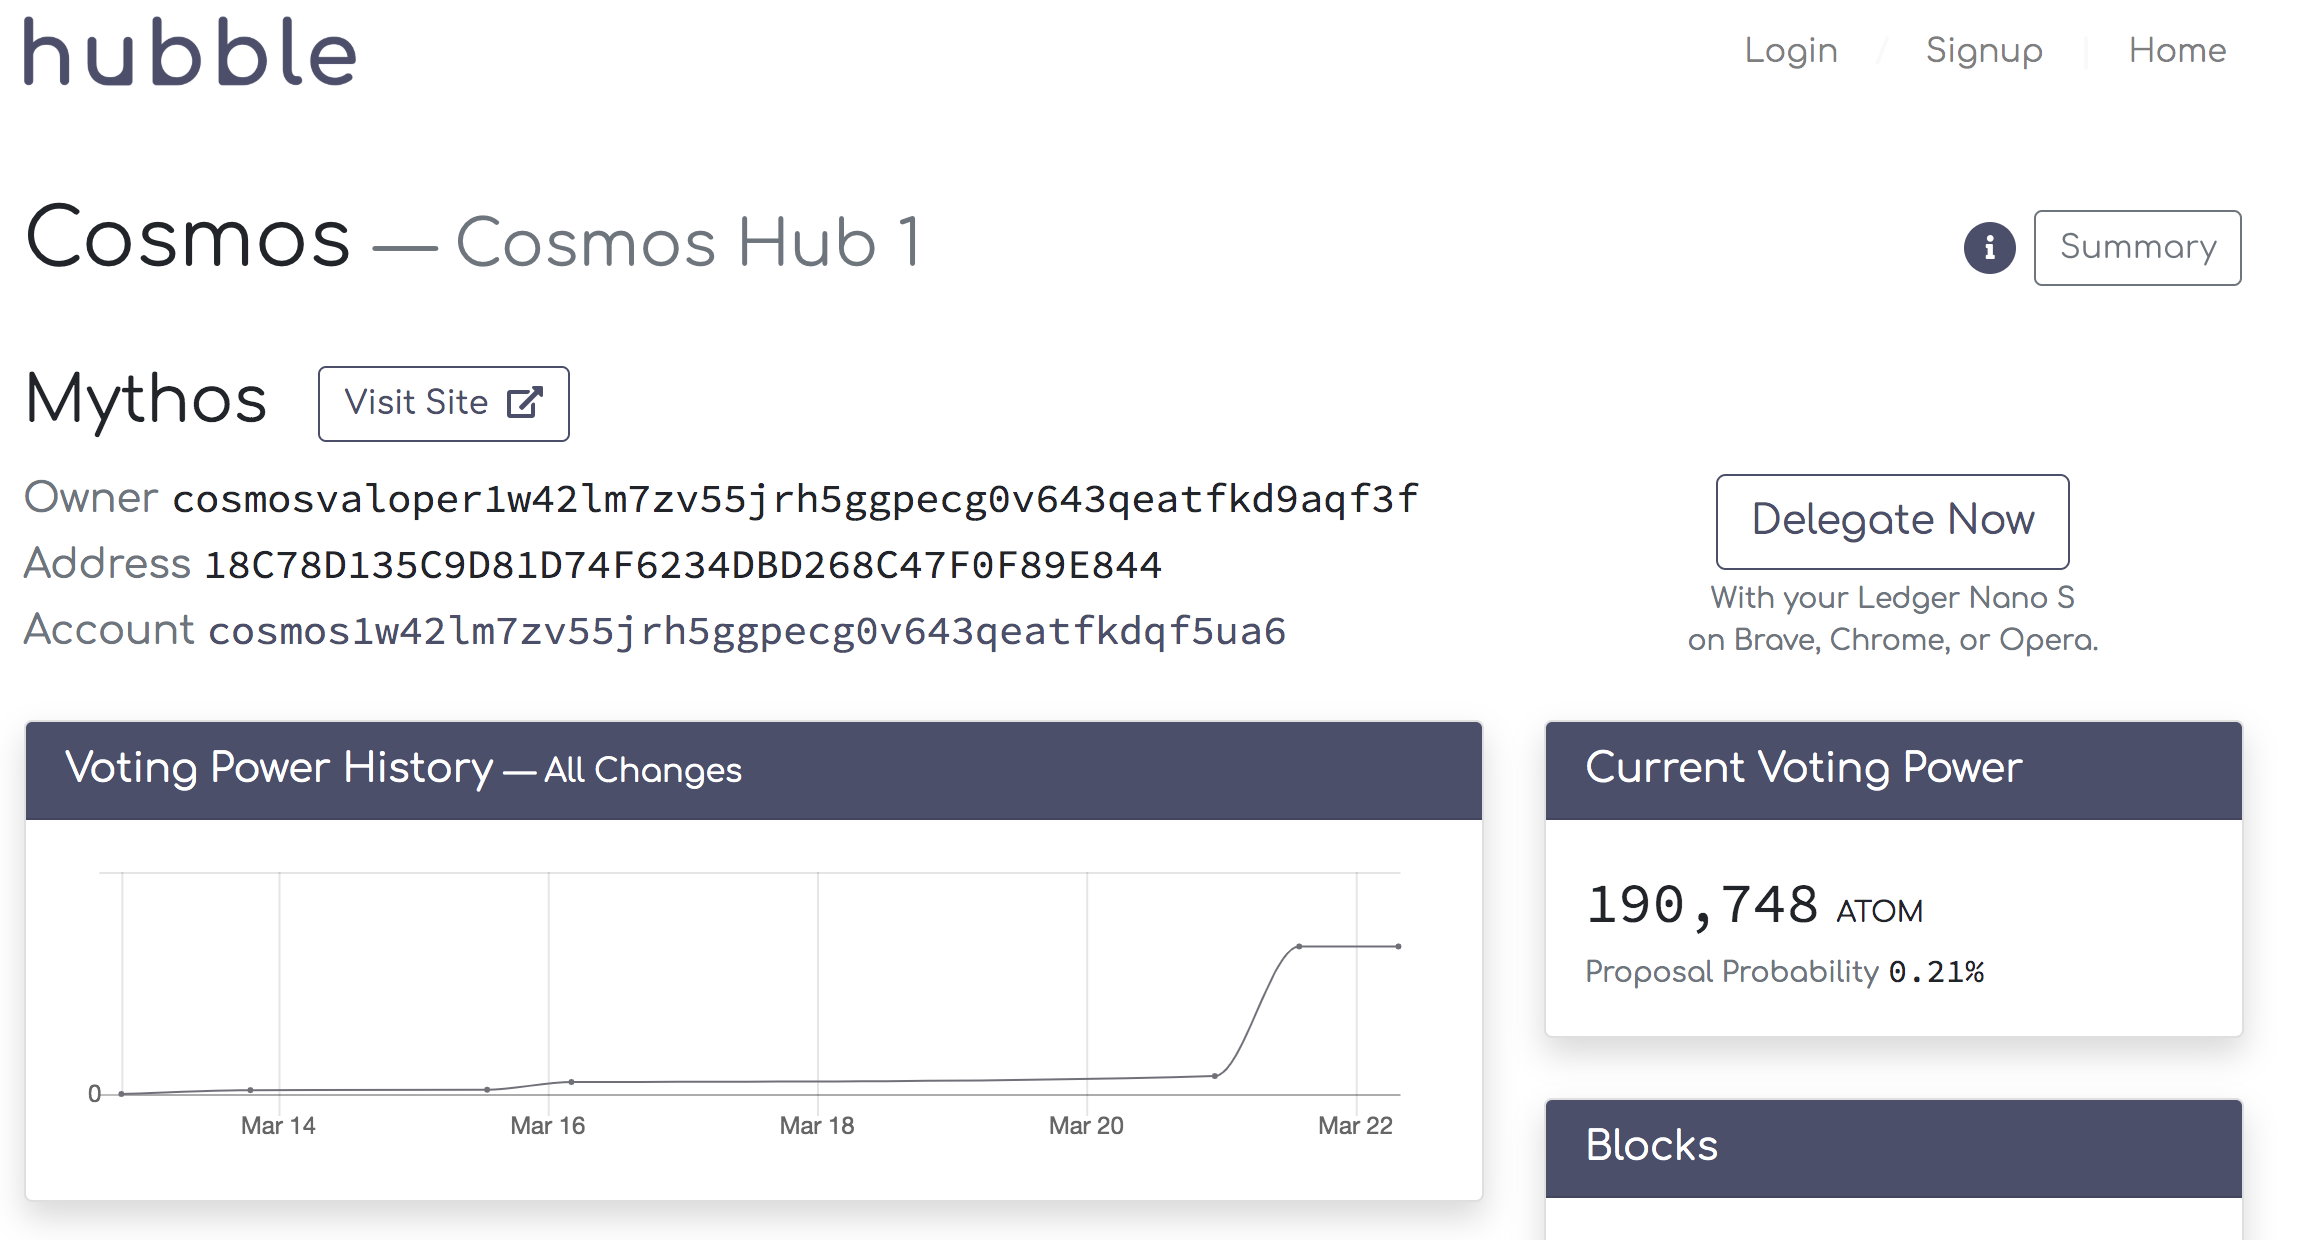 hubble
Login / Signup | Home
Cosmos — Cosmos Hub 1
Summary
Mythos
Visit Site
Owner cosmosvaloper1w42lm7zv55jrh5ggpecg0v643qeatfkd9aqf3f
Address 18C78D135C9D81D74F6234DBD268C47F0F89E844
Account cosmos1w42lm7zv55jrh5ggpecg0v643qeatfkdqf5ua6
Delegate Now
With your Ledger Nano S
on Brave, Chrome, or Opera.
Voting Power History — All Changes
0
Mar 14 Mar 16 Mar 18 Mar 20 Mar 22
Current Voting Power
190,748 ATOM
Proposal Probability 0.21%
Blocks